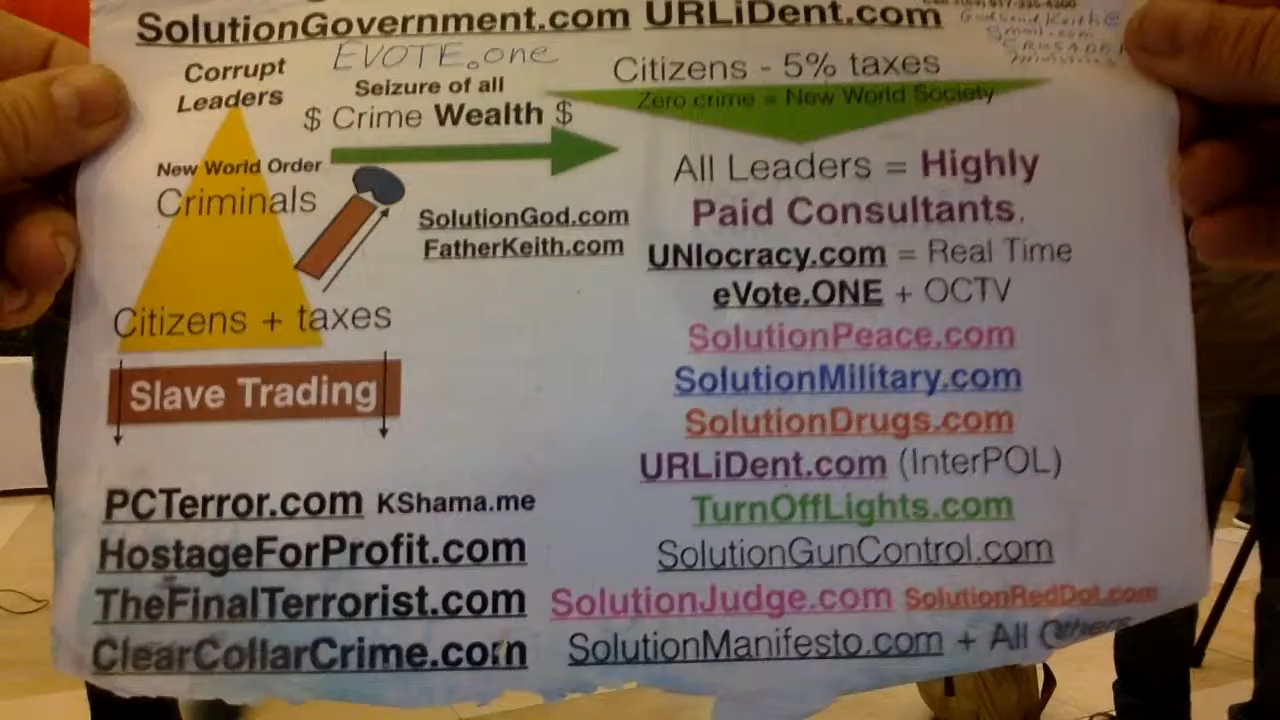 SolutionGovernment.com URLiDent.com
EVOTE.one
gmail.com
Corrupt
Leaders
Seizure of all
$ Crime Wealth $
New World Order
Criminals
SolutionGod.com
FatherKeith.com
Citizens + taxes
Slave Trading
PCTerror.com KShama.me
HostageForProfit.com
TheFinalTerrorist.com
ClearCollarCrime.com
Citizens - 5% taxes
Zero crime = New World Society
All Leaders = Highly
Paid Consultants.
UNIocracy.com = Real Time
eVote.ONE + OCTV
SolutionPeace.com
SolutionMilitary.com
SolutionDrugs.com
URLiDent.com (InterPOL)
TurnOffLights.com
SolutionGunControl.com
SolutionJudge.com SolutionRedDot.com
SolutionManifesto.com + All Others